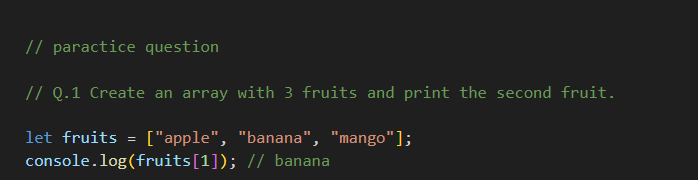 // paractice question
// Q.1 Create an array with 3 fruits and print the second fruit.
let fruits = ["apple", "banana", "mango"];
console.log(fruits[1]); // banana